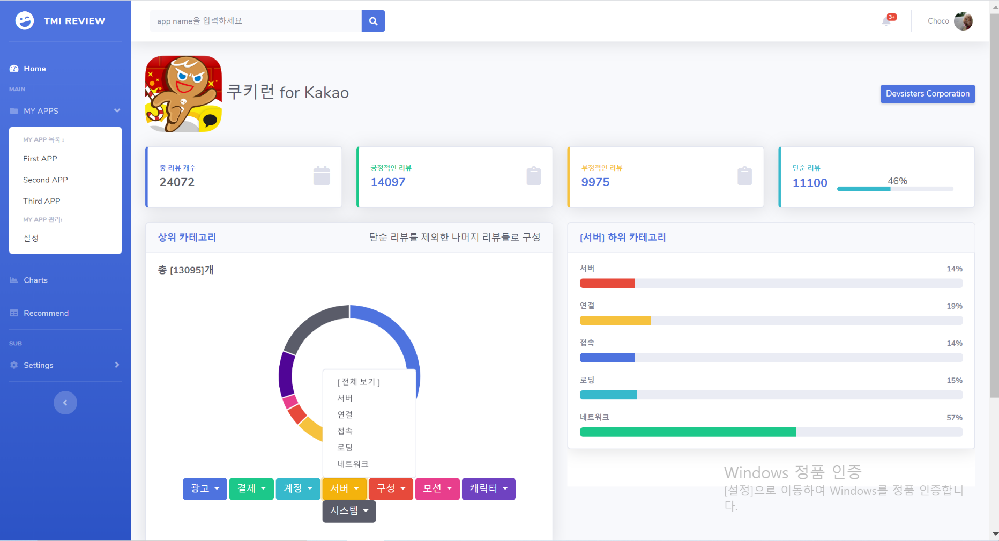 TMI REVIEW
app name을 입력하세요
3+
Choco
Home
MAIN
MY APPS
MY APP 목록 :
First APP
Second APP
Third APP
MY APP 관리:
설정
Charts
Recommend
SUB
Settings
쿠키런 for Kakao
Devsisters Corporation
총 리뷰 개수
24072
긍정적인 리뷰
14097
부정적인 리뷰
9975
단순 리뷰
11100
46%
상위 카테고리
단순 리뷰를 제외한 나머지 리뷰들로 구성
총 [13095]개
[ 전체 보기 ]
서버
연결
접속
로딩
네트워크
광고 결제 계정 서버 구성 모션 캐릭터
시스템
[서버] 하위 카테고리
서버 14%
연결 19%
접속 14%
로딩 15%
네트워크 57%
Windows 정품 인증
[설정]으로 이동하여 Windows를 정품 인증합니
다.